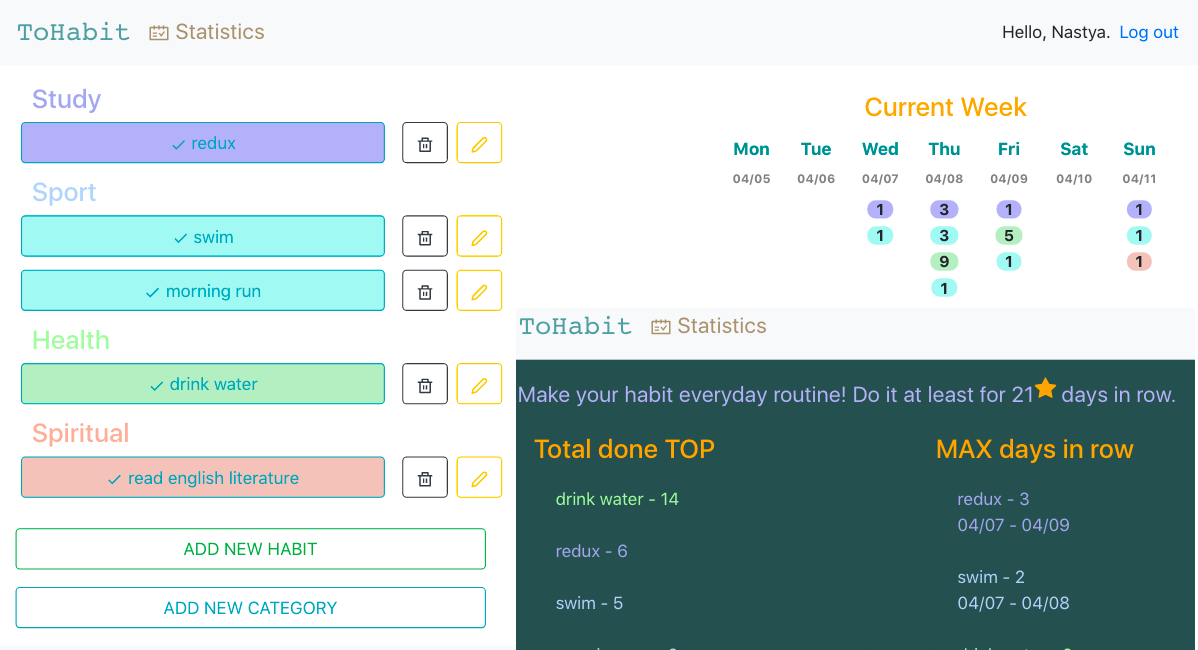 ToHabit Statistics
Hello, Nastya. Log out
Study
redux
Sport
swim
morning run
Health
drink water
Spiritual
read english literature
ADD NEW HABIT
ADD NEW CATEGORY
Current Week
Mon Tue Wed Thu Fri Sat Sun
04/05 04/06 04/07 04/08 04/09 04/10 04/11
1 3 1 1
1 3 5 1
9 1 1
1
ToHabit Statistics
Make your habit everyday routine! Do it at least for 21 days in row.
Total done TOP
drink water - 14
redux - 6
swim - 5
MAX days in row
redux - 3
04/07 - 04/09
swim - 2
04/07 - 04/08